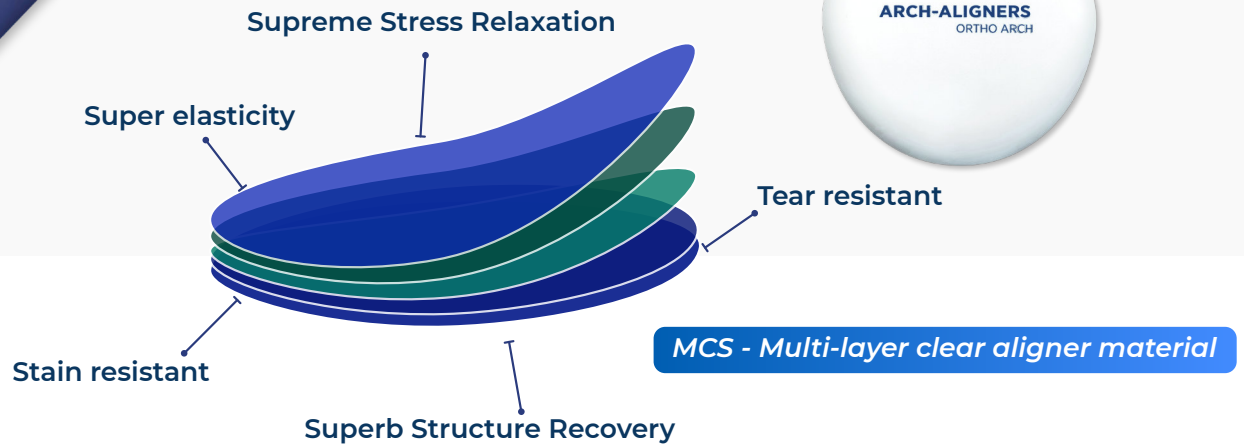 Supreme Stress Relaxation
ARCH-ALIGNERS
ORTHO ARCH
Super elasticity
Tear resistant
MCS - Multi-layer clear aligner material
Stain resistant
Superb Structure Recovery